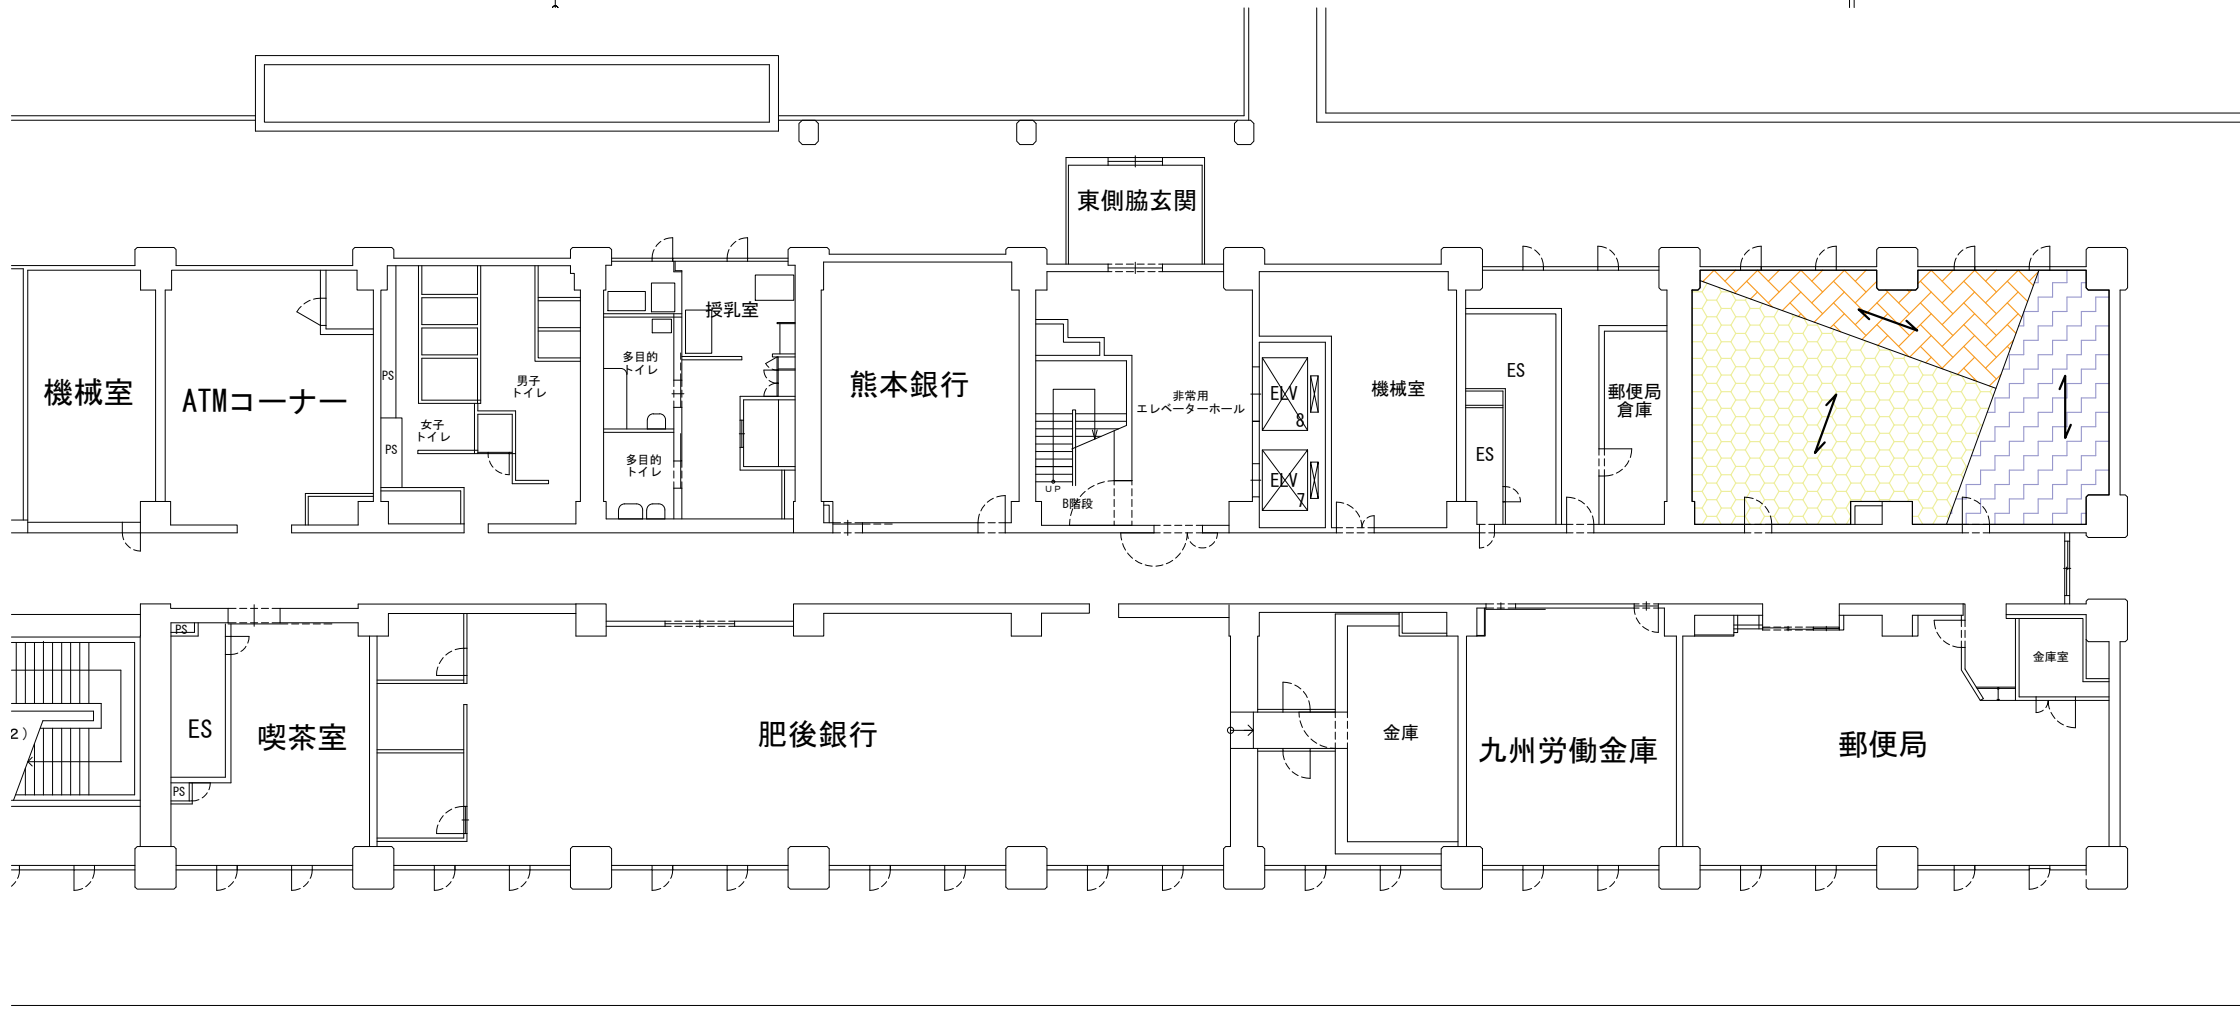 東側脇玄関
機械室
ATMコーナー
PS
PS
女子
トイレ
男子
トイレ
多目的
トイレ
多目的
トイレ
授乳室
熊本銀行
UP
B階段
非常用
エレベーターホール
ELV
8
ELV
7
機械室
ES
ES
郵便局
倉庫
2)
PS
ES
PS
喫茶室
肥後銀行
金庫
九州労働金庫
郵便局
金庫室